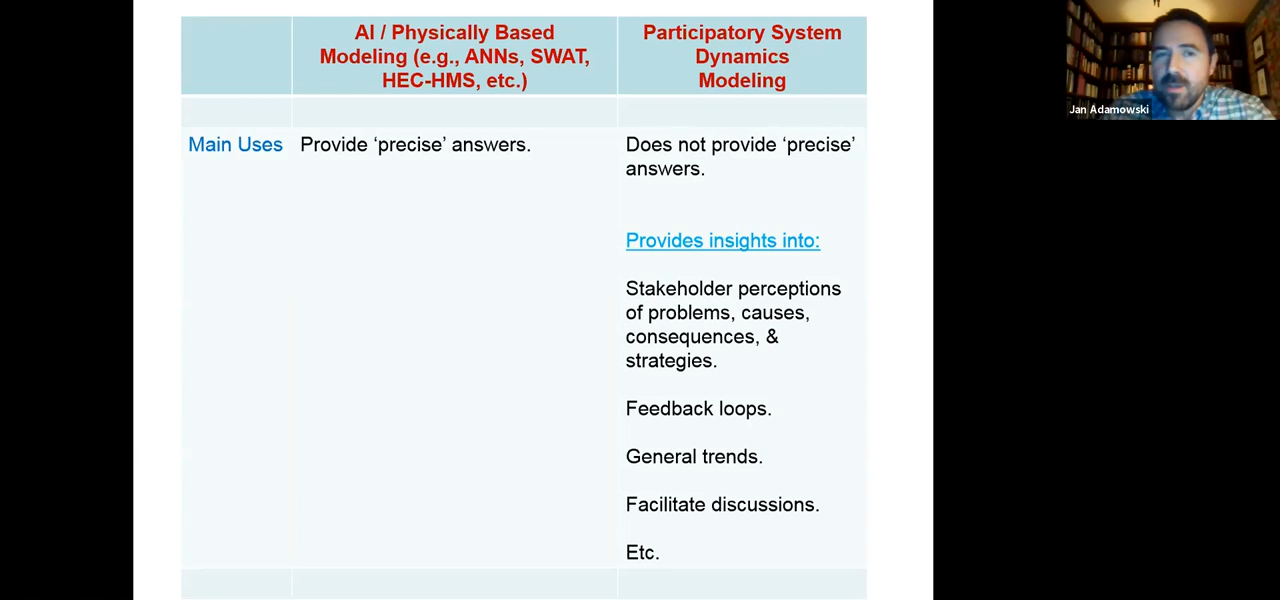 AI / Physically Based
Modeling (e.g., ANNs, SWAT,
HEC-HMS, etc.)
Participatory System
Dynamics
Modeling
Main Uses
Provide ‘precise’ answers.
Does not provide ‘precise’
answers.
Provides insights into:
Stakeholder perceptions
of problems, causes,
consequences, &
strategies.
Feedback loops.
General trends.
Facilitate discussions.
Etc.
Jan Adamowski